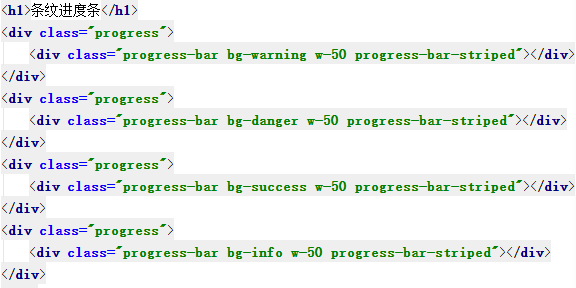 <h1>条纹进度条</h1>
<div class="progress">
    <div class="progress-bar bg-warning w-50 progress-bar-striped"></div>
</div>
<div class="progress">
    <div class="progress-bar bg-danger w-50 progress-bar-striped"></div>
</div>
<div class="progress">
    <div class="progress-bar bg-success w-50 progress-bar-striped"></div>
</div>
<div class="progress">
    <div class="progress-bar bg-info w-50 progress-bar-striped"></div>
</div>